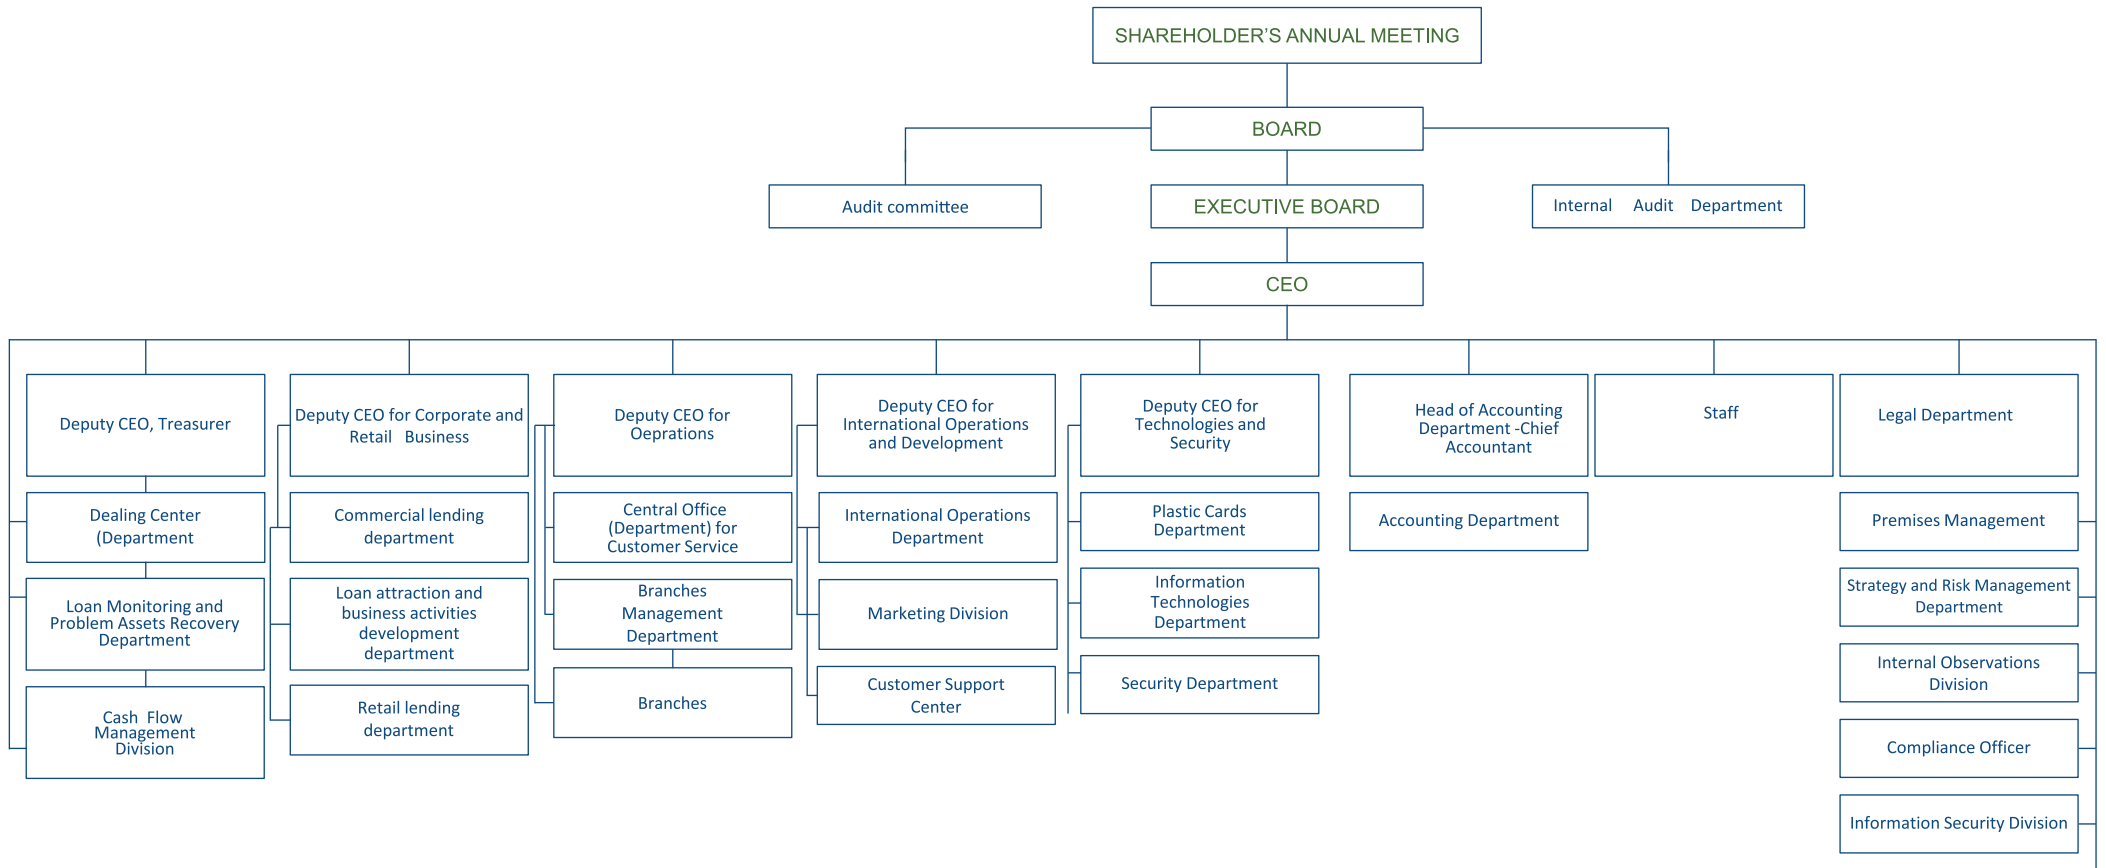 SHAREHOLDER'S ANNUAL MEETING
BOARD
Audit committee
EXECUTIVE BOARD
Internal Audit Department
CEO
Deputy CEO, Treasurer
Deputy CEO for Corporate and
Retail Business
Deputy CEO for
Oeprations
Deputy CEO for
International Operations
and Development
Deputy CEO for
Technologies and
Security
Head of Accounting
Department -Chief
Accountant
Staff
Legal Department
Dealing Center
(Department
Commercial lending
department
Central Office
(Department) for
Customer Service
International Operations
Department
Plastic Cards
Department
Accounting Department
Premises Management
Loan Monitoring and
Problem Assets Recovery
Department
Loan attraction and
business activities
development
department
Branches
Management
Department
Marketing Division
Information
Technologies
Department
Strategy and Risk Management
Department
Cash Flow
Management
Division
Retail lending
department
Branches
Customer Support
Center
Security Department
Internal Observations
Division
Compliance Officer
Information Security Division